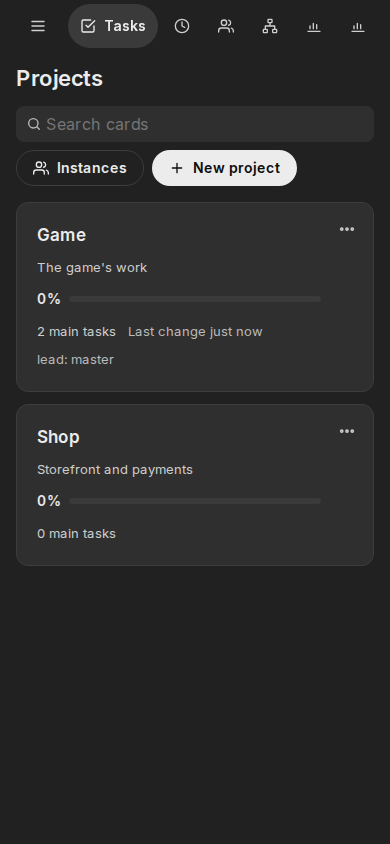 Tasks
Projects
Search cards
Instances
New project
Game
The game's work
0%
2 main tasks Last change just now
lead: master
Shop
Storefront and payments
0%
0 main tasks